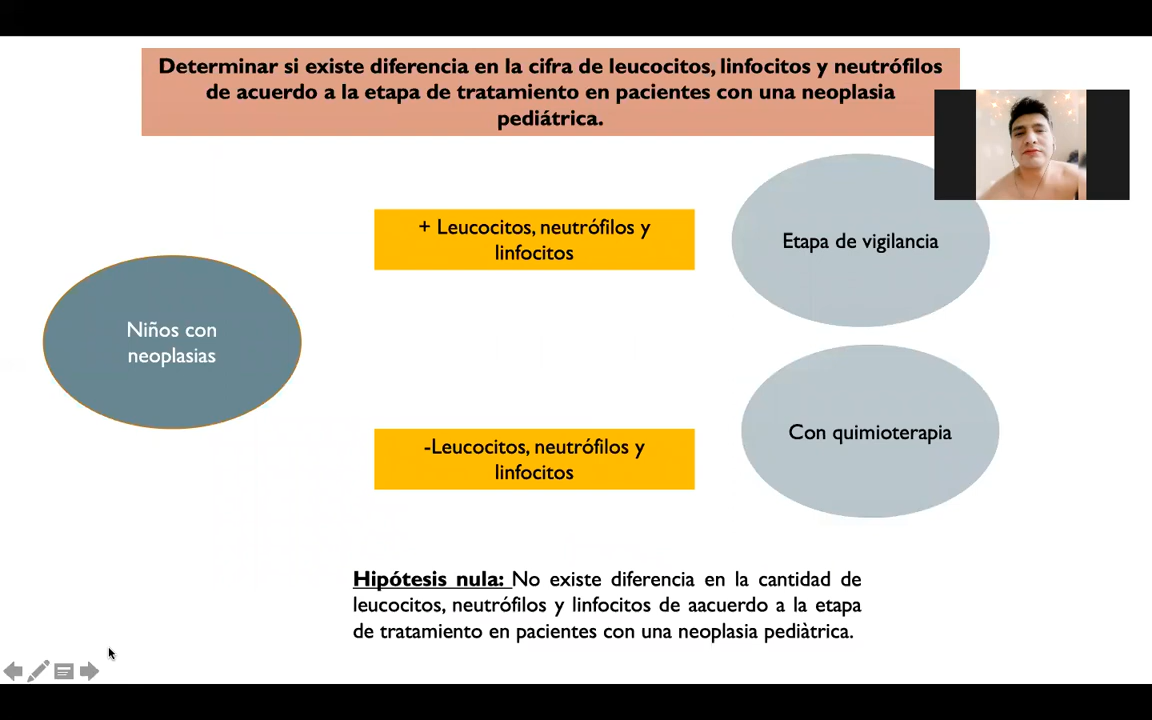 Determinar si existe diferencia en la cifra de leucocitos, linfocitos y neutrófilos
de acuerdo a la etapa de tratamiento en pacientes con una neoplasia
pediátrica.
+ Leucocitos, neutrófilos y
linfocitos
Etapa de vigilancia
Niños con
neoplasias
Con quimioterapia
-Leucocitos, neutrófilos y
linfocitos
Hipótesis nula: No existe diferencia en la cantidad de
leucocitos, neutrófilos y linfocitos de aacuerdo a la etapa
de tratamiento en pacientes con una neoplasia pediàtrica.